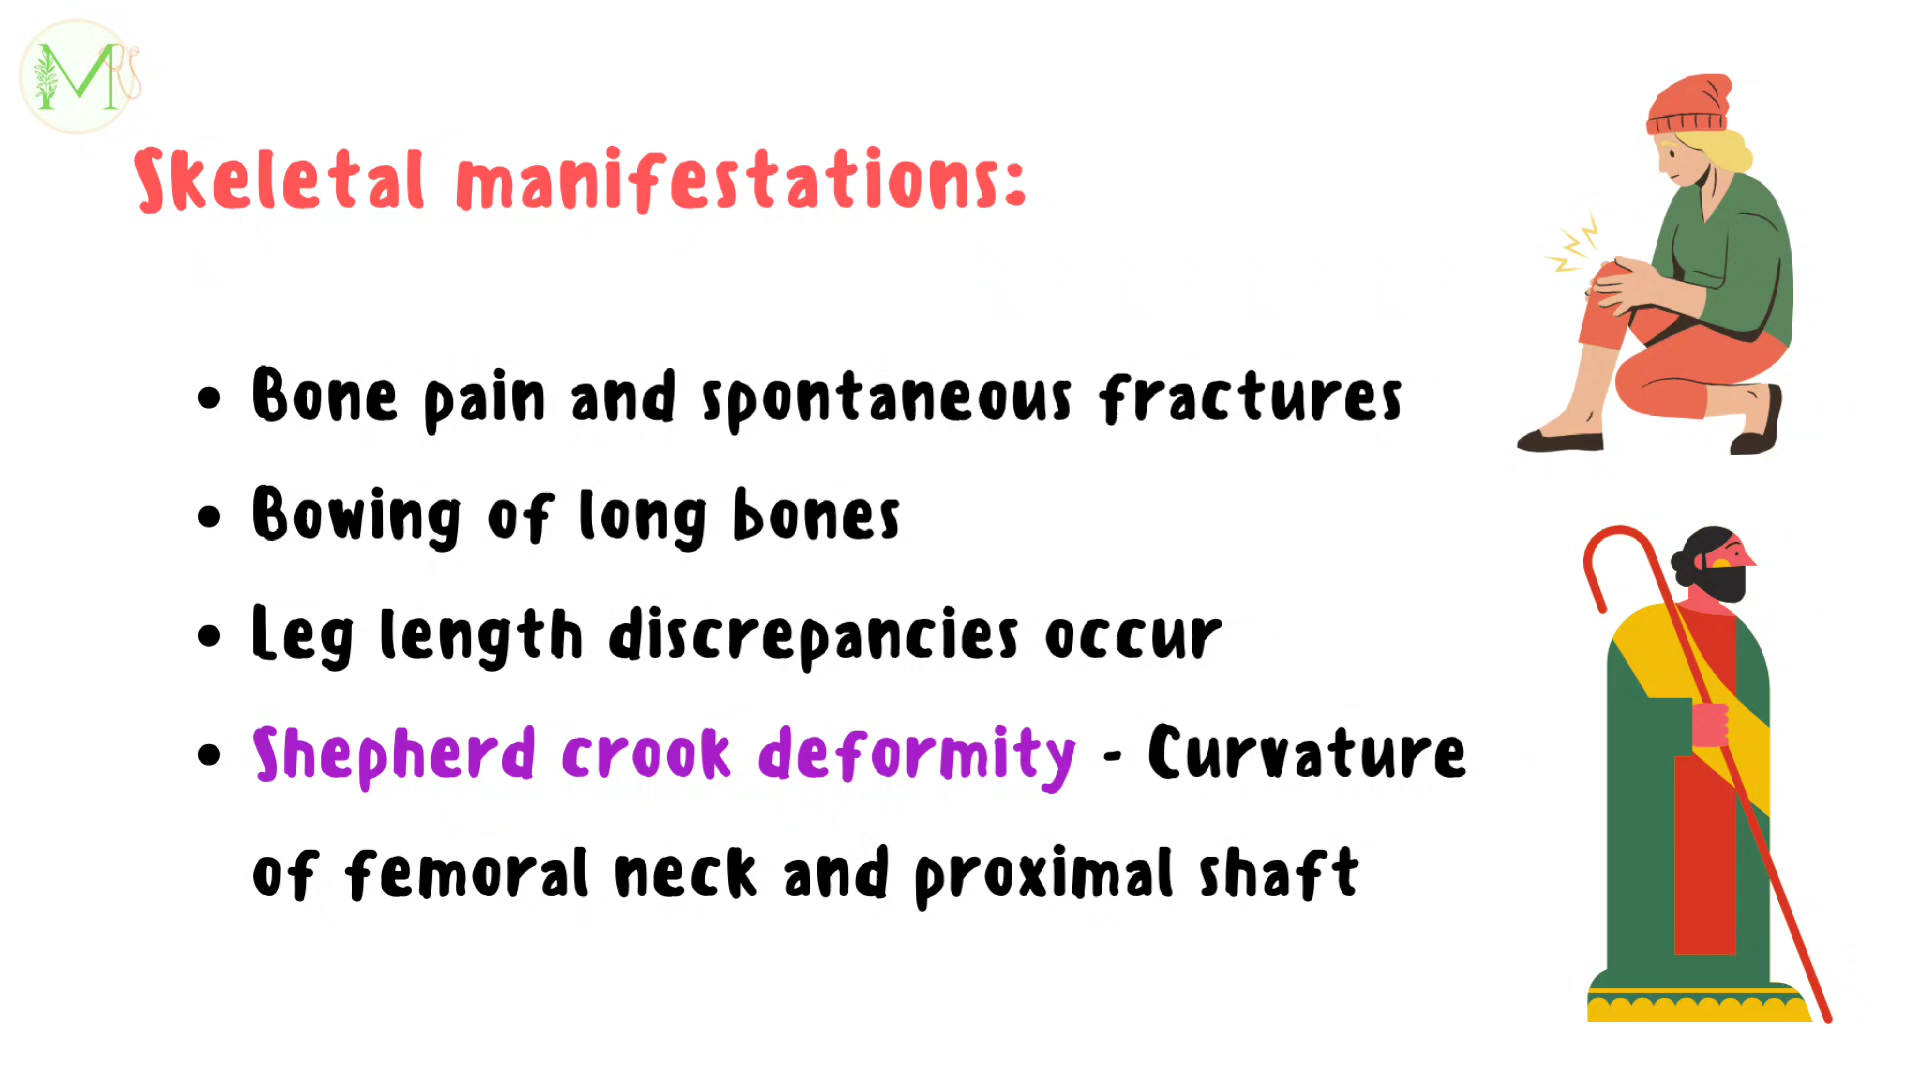 MRS
Skeletal manifestations:
• Bone pain and spontaneous fractures
• Bowing of long bones
• Leg length discrepancies occur
• Shepherd crook deformity - Curvature
of femoral neck and proximal shaft